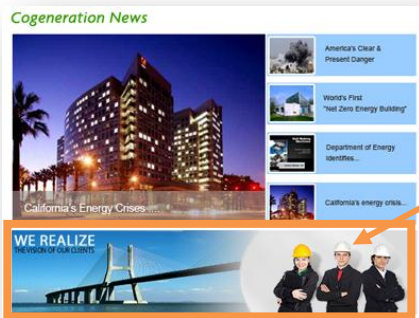 Cogeneration News
California's Energy Crises ....
America's Clear &
Present Danger
World's First
"Net Zero Energy Building"
Department of Energy
Identifies...
California's energy crisis...
WE REALIZE
THE VISION OF OUR CLIENTS